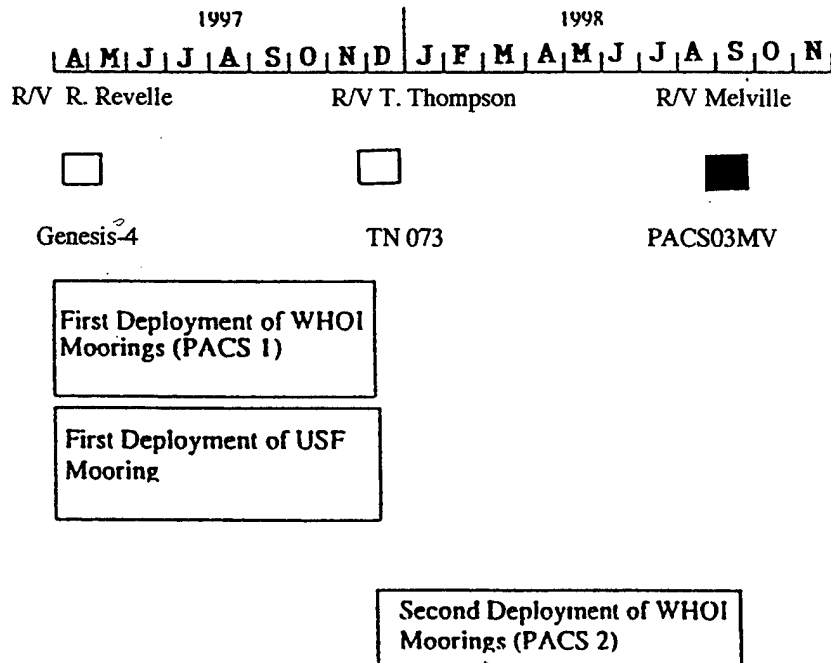 1997 1998
A M J J A S O N D J F M A M J J A S O N
R/V R. Revelle R/V T. Thompson R/V Melville
Genesis-4 TN 073 PACS03MV
First Deployment of WHOI
Moorings (PACS 1)
First Deployment of USF
Mooring
Second Deployment of WHOI
Moorings (PACS 2)